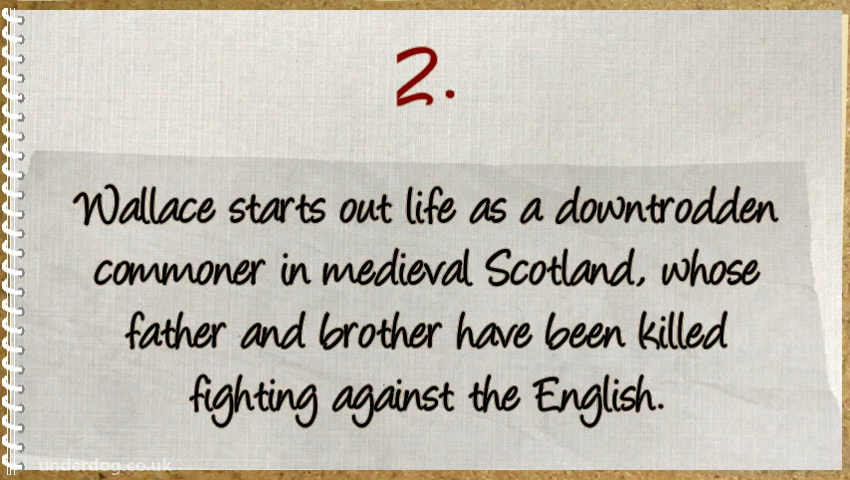 2.
Wallace starts out life as a downtrodden
commoner in medieval Scotland, whose
father and brother have been killed
fighting against the English.
underdog.co.uk